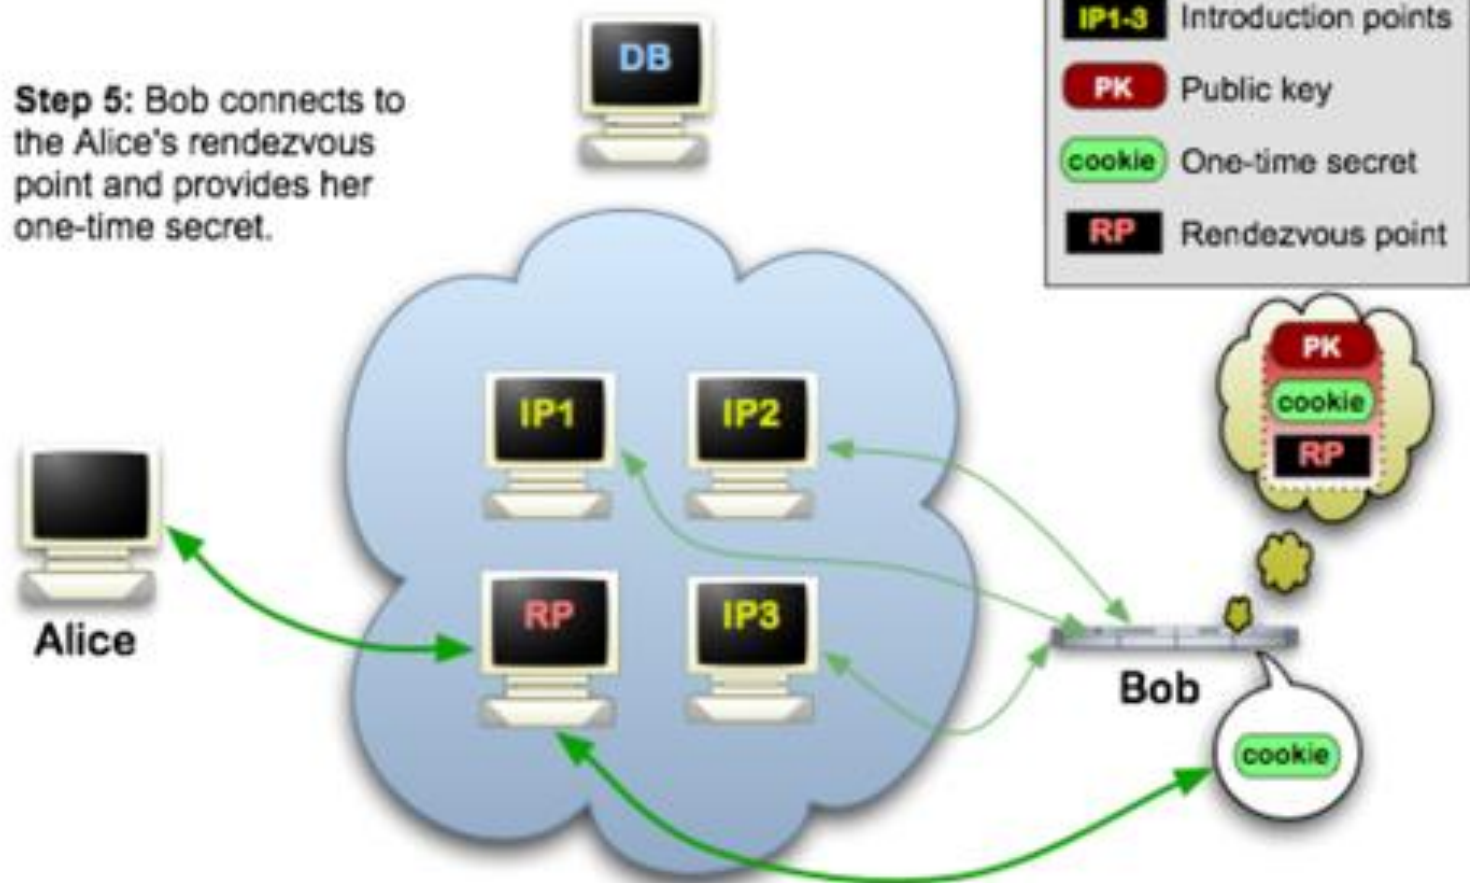 Step 5: Bob connects to
the Alice's rendezvous
point and provides her
one-time secret.
DB
IP1-3 Introduction points
PK Public key
cookie One-time secret
RP Rendezvous point
PK
cookie
RP
IP1
IP2
RP
IP3
Alice
Bob
cookie